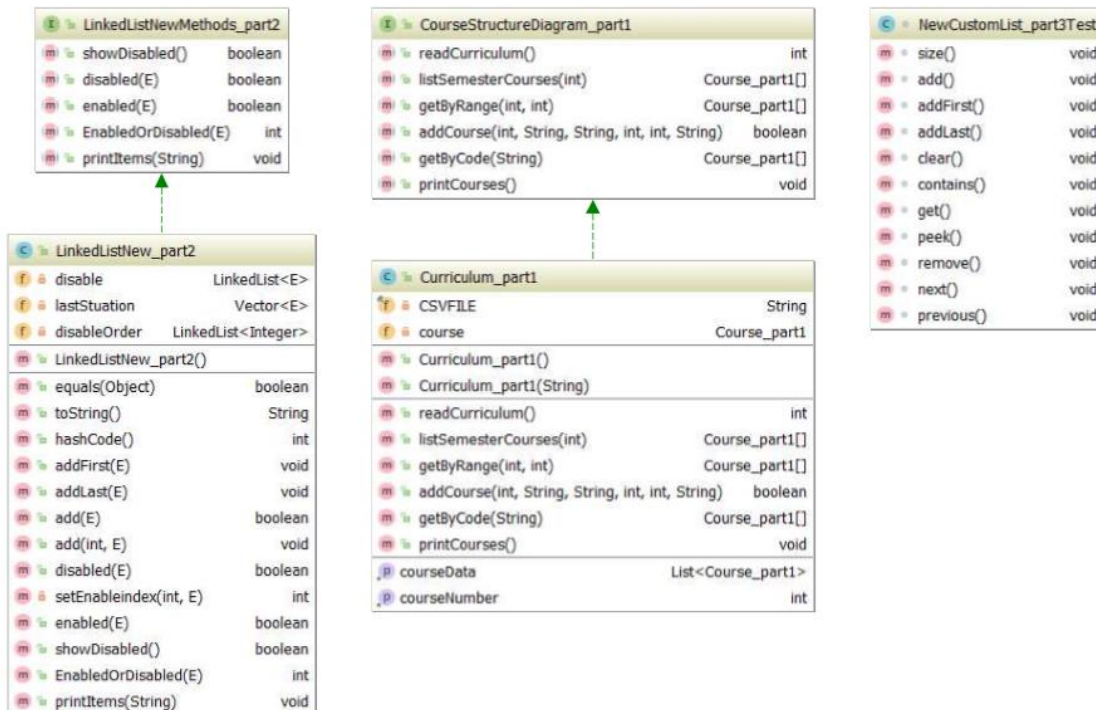 LinkedListNewMethods_part2
showDisabled() boolean
disabled(E) boolean
enabled(E) boolean
EnabledOrDisabled(E) int
printItems(String) void
LinkedListNew_part2
disable LinkedList<E>
lastStuation Vector<E>
disableOrder LinkedList<Integer>
LinkedListNew_part2()
equals(Object) boolean
toString() String
hashCode() int
addFirst(E) void
addLast(E) void
add(E) boolean
add(int, E) void
disabled(E) boolean
setEnableindex(int, E) int
enabled(E) boolean
showDisabled() boolean
EnabledOrDisabled(E) int
printItems(String) void
CourseStructureDiagram_part1
readCurriculum() int
listSemesterCourses(int) Course_part1[]
getByRange(int, int) Course_part1[]
addCourse(int, String, String, int, int, String) boolean
getByCode(String) Course_part1[]
printCourses() void
Curriculum_part1
CSVFILE String
course Course_part1
Curriculum_part1()
Curriculum_part1(String)
readCurriculum() int
listSemesterCourses(int) Course_part1[]
getByRange(int, int) Course_part1[]
addCourse(int, String, String, int, int, String) boolean
getByCode(String) Course_part1[]
printCourses() void
courseData List<Course_part1>
courseNumber int
NewCustomList_part3Test
size() void
add() void
addFirst() void
addLast() void
clear() void
contains() void
get() void
peek() void
remove() void
next() void
previous() void